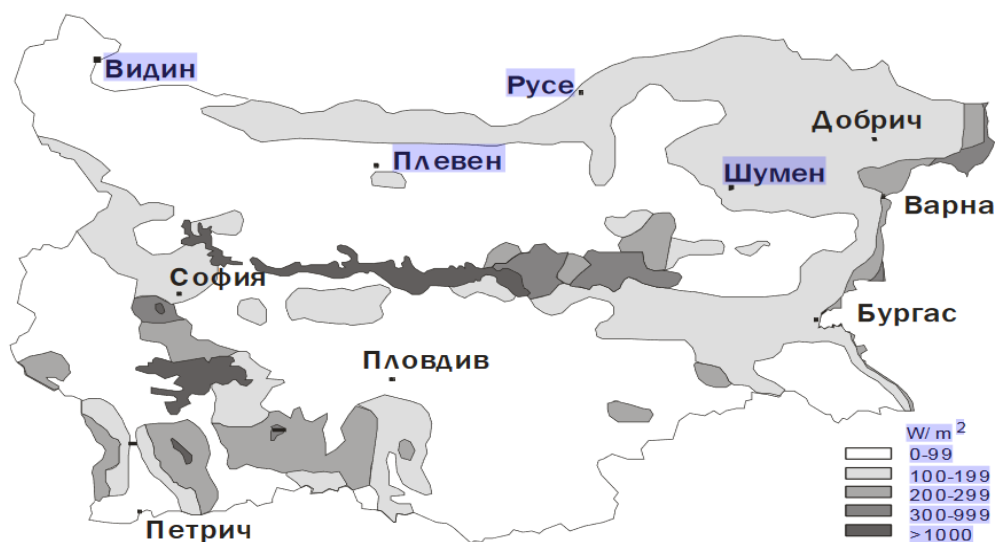 Видин
Русе
Добрич
Плевен
Шумен
Варна
София
Бургас
Пловдив
Петрич
W/m²
0-99
100-199
200-299
300-999
>1000